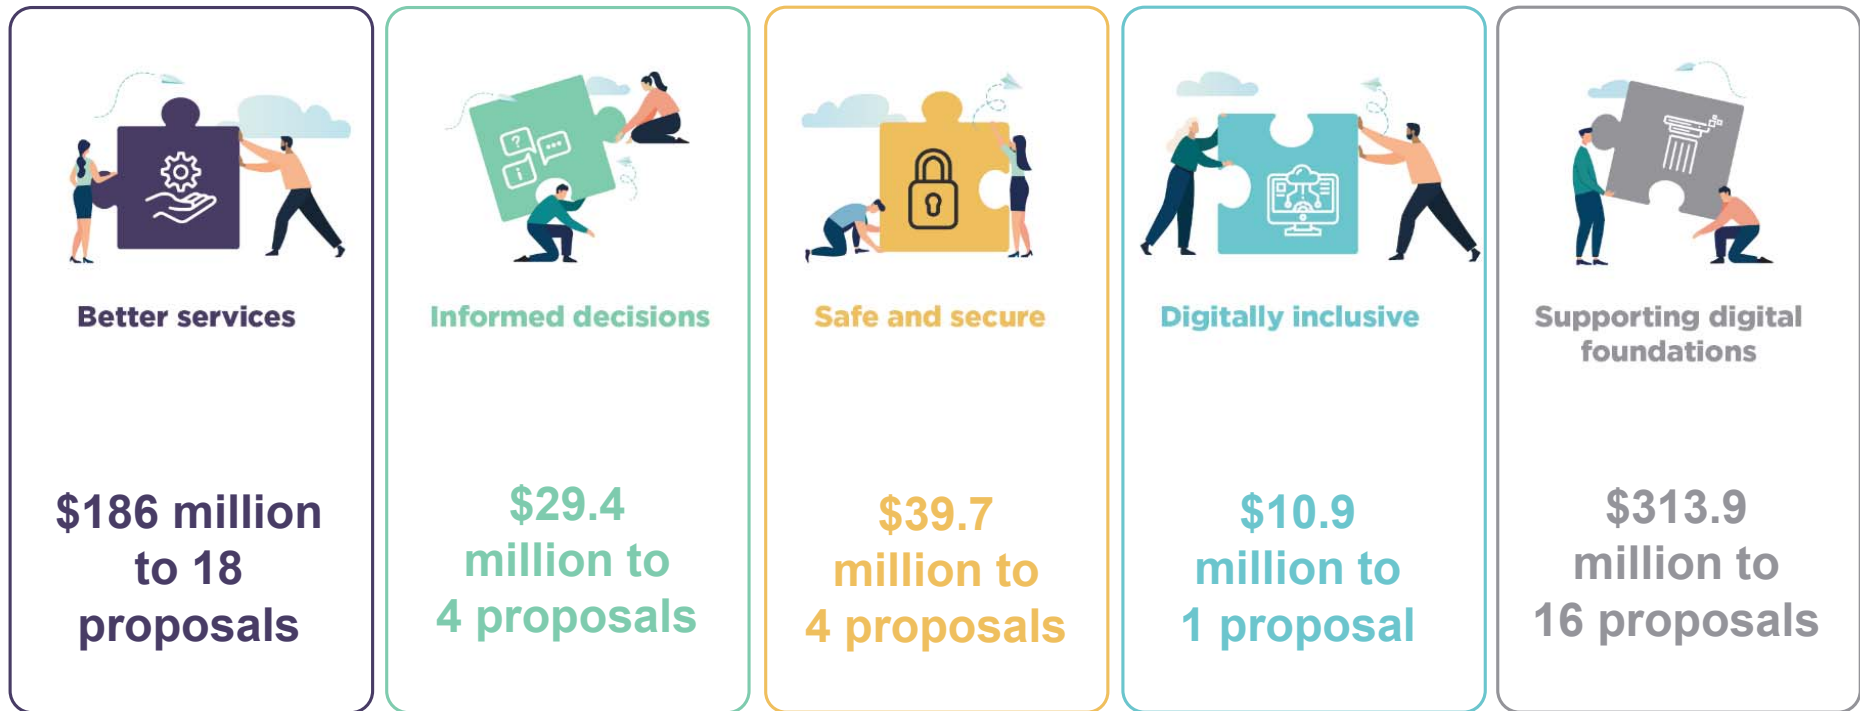 Better services
$186 million
to 18
proposals
Informed decisions
$29.4
million to
4 proposals
Safe and secure
$39.7
million to
4 proposals
Digitally inclusive
$10.9
million to
1 proposal
Supporting digital
foundations
$313.9
million to
16 proposals